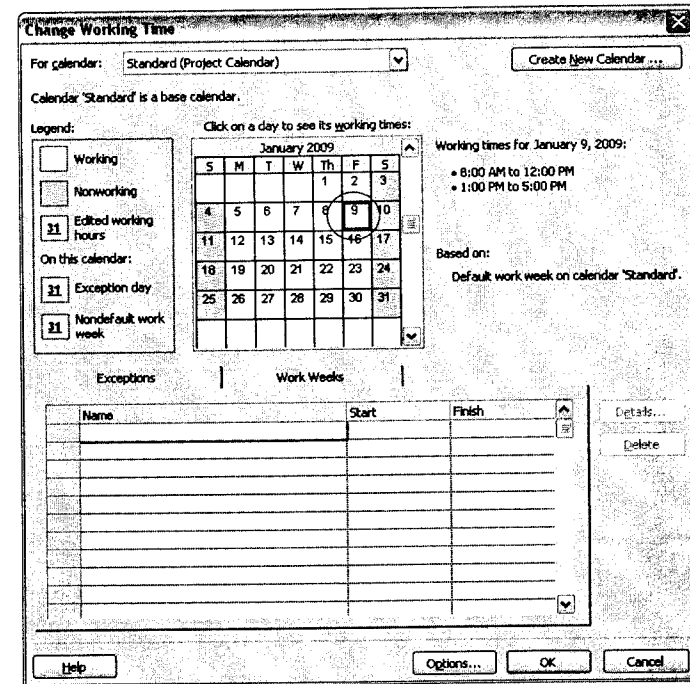 Change Working Time
For calendar: Standard (Project Calendar)
Create New Calendar ...
Calendar 'Standard' is a base calendar.
Legend:
Working
Nonworking
31 Edited working
hours
On this calendar:
31 Exception day
31 Nondefault work
week
Click on a day to see its working times:
January 2009
S M T W Th F S
1 2 3
4 5 6 7 8 9 10
11 12 13 14 15 16 17
18 19 20 21 22 23 24
25 26 27 28 29 30 31
Working times for January 9, 2009:
• 8:00 AM to 12:00 PM
• 1:00 PM to 5:00 PM
Based on:
Default work week on calendar 'Standard'.
Exceptions Work Weeks
Name Start Finish
Details...
Delete
Help Options... OK Cancel